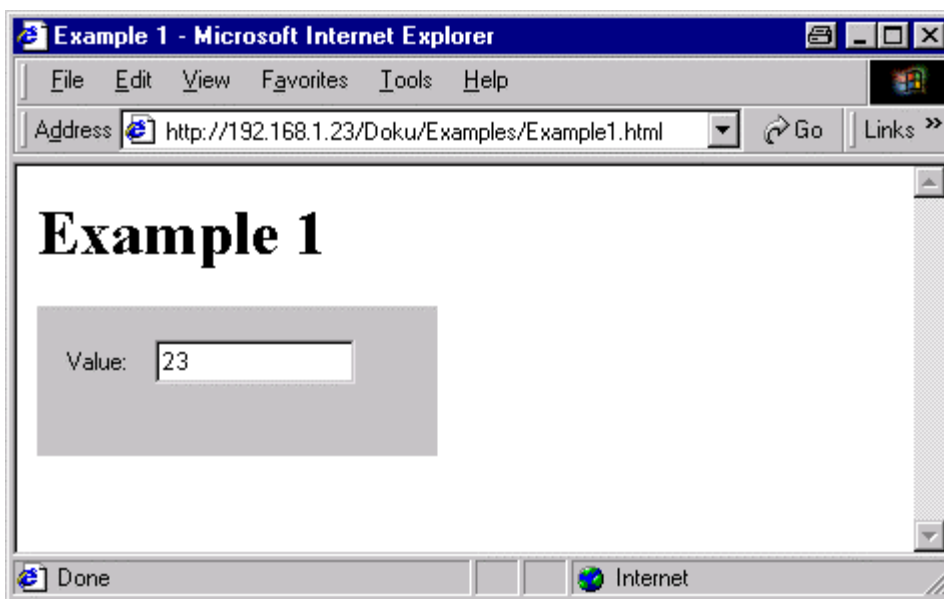 Example 1 - Microsoft Internet Explorer
File Edit View Favorites Tools Help
Address http://192.168.1.23/Doku/Examples/Example1.html Go Links »
Example 1
Value: 23
Done Internet